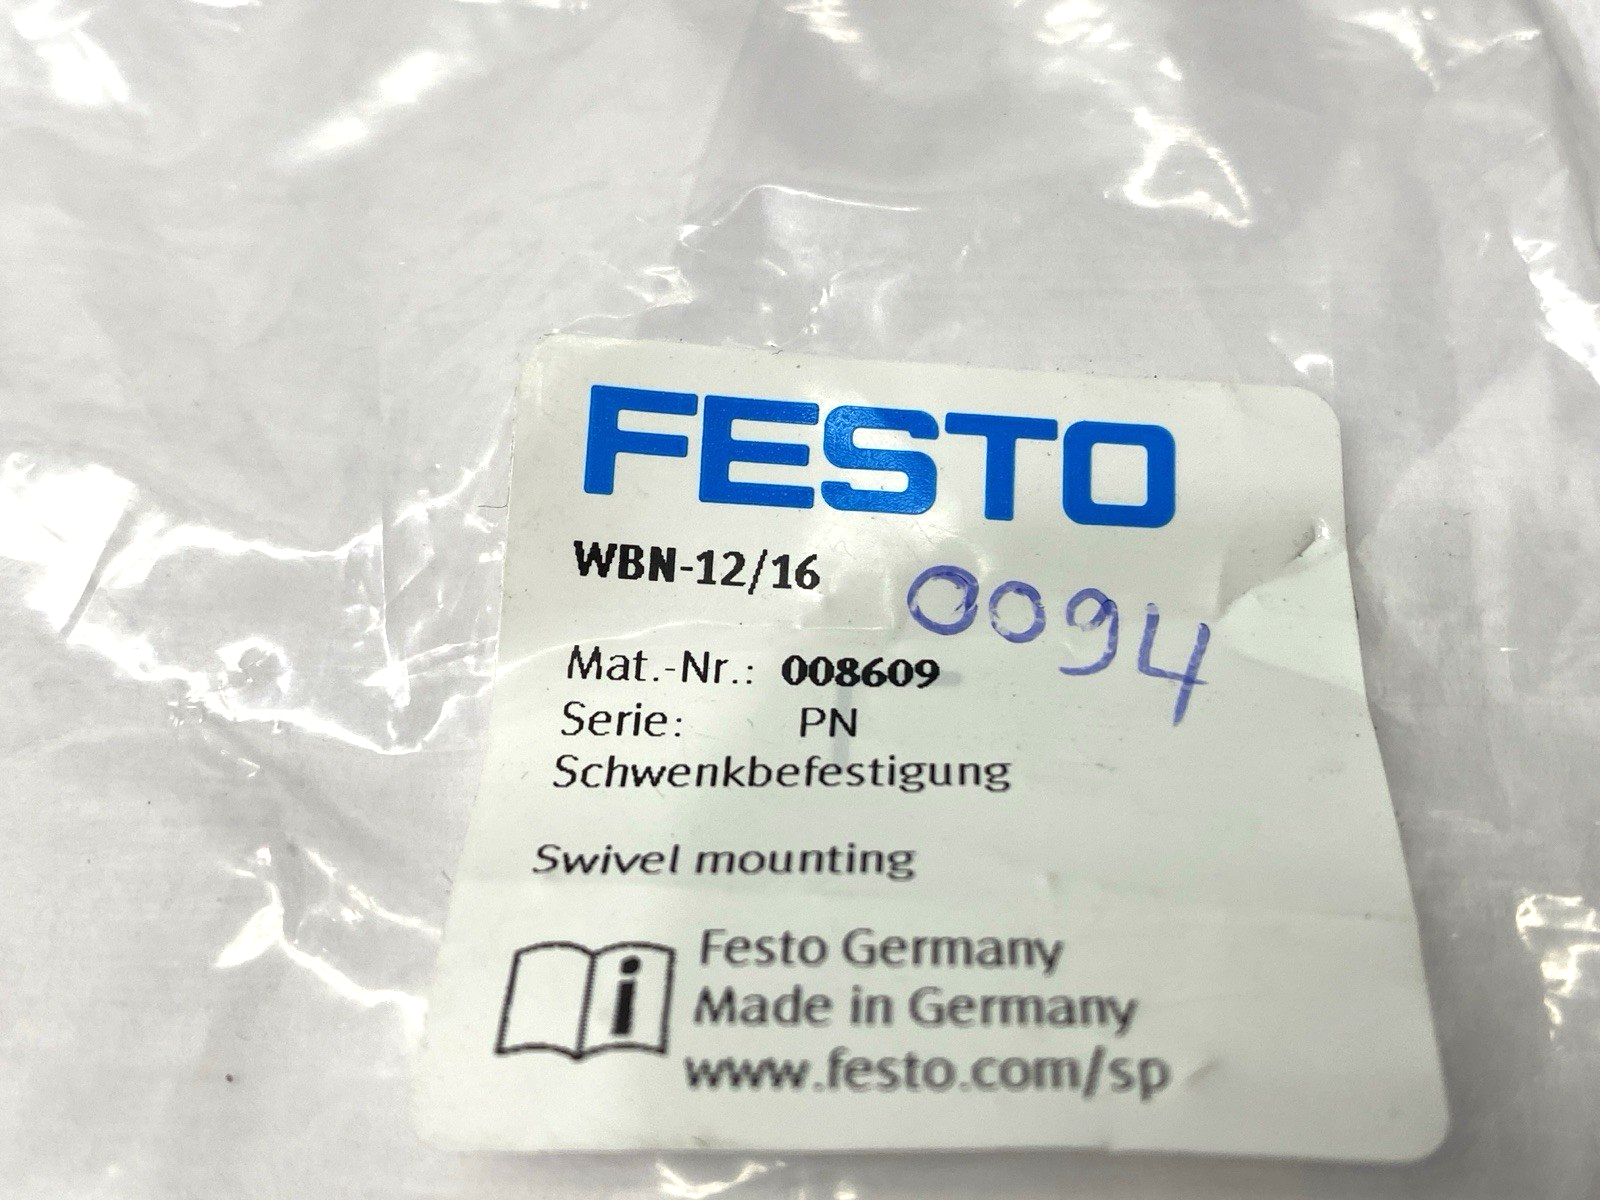 FESTO
WBN-12/16
0094
Mat.-Nr.: 008609
Serie: PN
Schwenkbefestigung
Swivel mounting
i
Festo Germany
Made in Germany
www.festo.com/sp